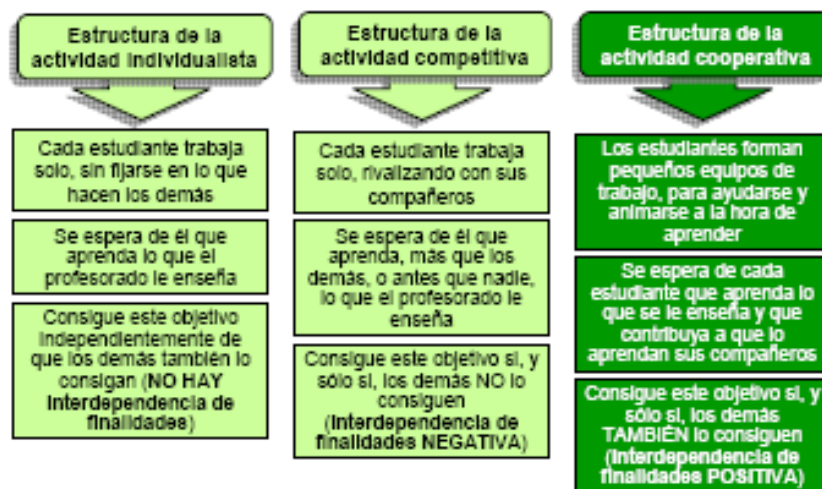 Estructura de la
actividad individualista
Cada estudiante trabaja
solo, sin fijarse en lo que
hacen los demás
Se espera de él que
aprenda lo que el
profesorado le enseña
Consigue este objetivo
independientemente de
que los demás también lo
consigan (NO HAY
interdependencia de
finalidades)
Estructura de la
actividad competitiva
Cada estudiante trabaja
solo, rivalizando con sus
compañeros
Se espera de él que
aprenda, más que los
demás, o antes que nadie,
lo que el profesorado le
enseña
Consigue este objetivo si, y
sólo si, los demás NO lo
consiguen
(Interdependencia de
finalidades NEGATIVA)
Estructura de la
actividad cooperativa
Los estudiantes forman
pequeños equipos de
trabajo, para ayudarse y
animarse a la hora de
aprender
Se espera de cada
estudiante que aprenda lo
que se le enseña y que
contribuya a que lo
aprendan sus compañeros
Consigue este objetivo si, y
sólo si, los demás
TAMBIÉN lo consiguen
(Interdependencia de
finalidades POSITIVA)